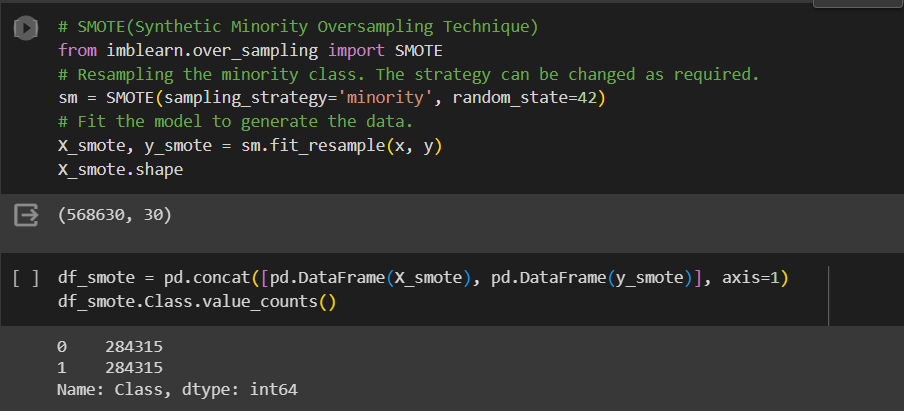 # SMOTE(Synthetic Minority Oversampling Technique)
from imblearn.over_sampling import SMOTE
# Resampling the minority class. The strategy can be changed as required.
sm = SMOTE(sampling_strategy='minority', random_state=42)
# Fit the model to generate the data.
X_smote, y_smote = sm.fit_resample(x, y)
X_smote.shape
(568630, 30)
[ ] df_smote = pd.concat([pd.DataFrame(X_smote), pd.DataFrame(y_smote)], axis=1)
df_smote.Class.value_counts()
0    284315
1    284315
Name: Class, dtype: int64